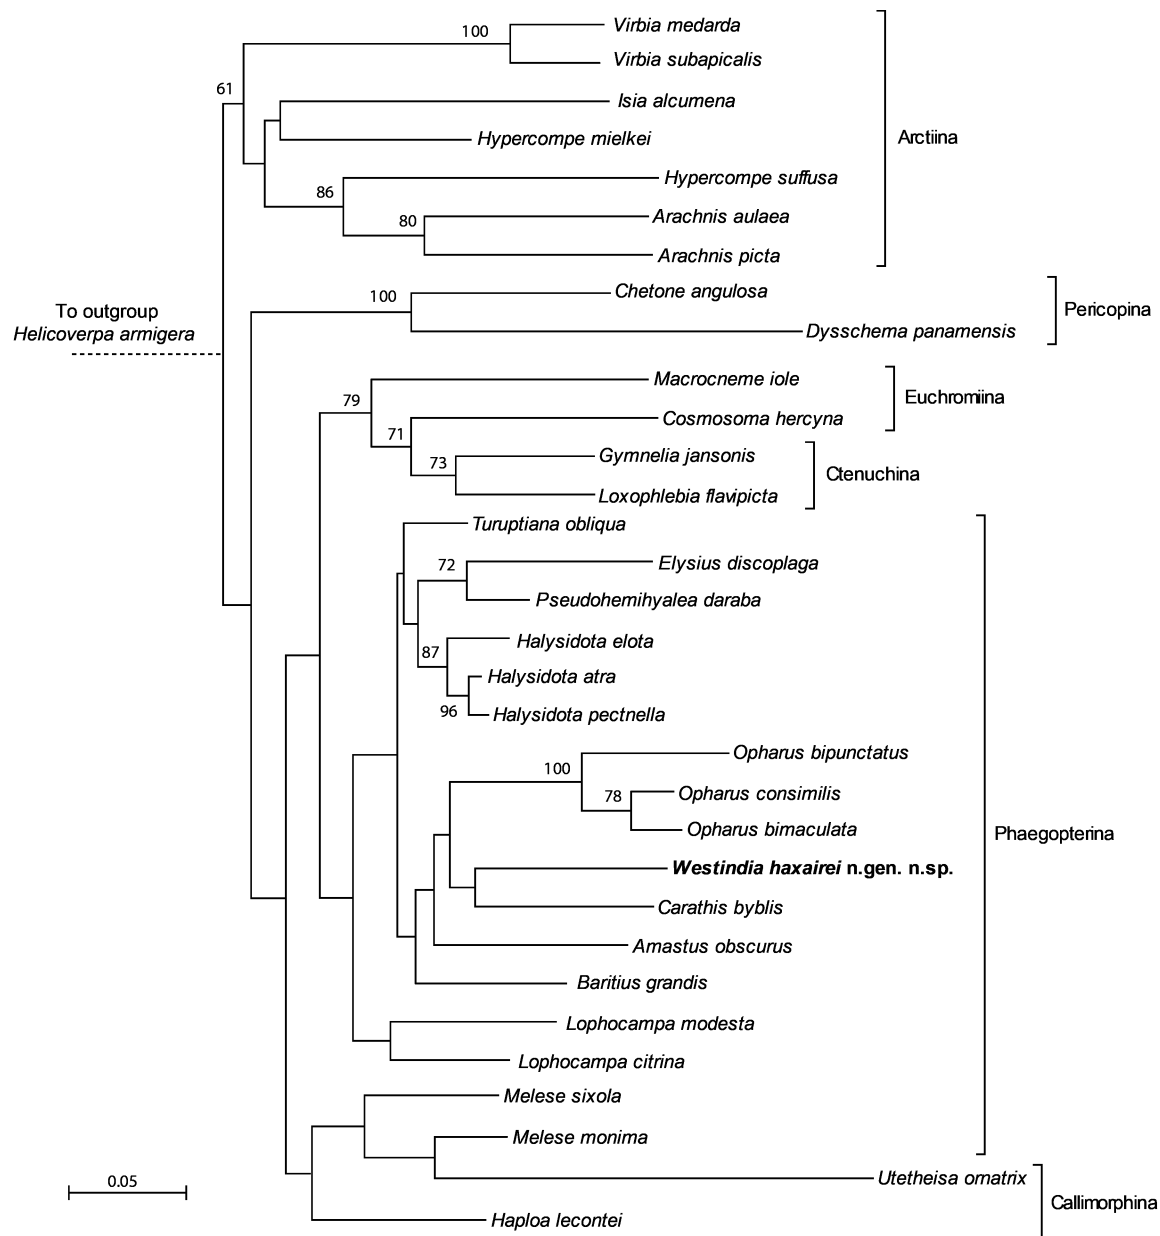 Virbia medarda
100
Virbia subapicalis
61
Isia alcumena
Hypercompe mielkei
Arctiina
Hypercompe suffusa
86
Arachnis aulaea
80
Arachnis picta
Chetone angulosa
100
To outgroup
Helicoverpa armigera
Pericopina
Dysschema panamensis
Macrocneme iole
79
Euchromiina
Cosmosoma hercyna
71
Gymnelia jansonis
73
Ctenuchina
Loxophlebia flavipicta
Turuptiana obliqua
72
Elysius discoplaga
Pseudohemihyalea daraba
Halysidota elota
87
Halysidota atra
96
Halysidota pectnella
Opharus bipunctatus
100
Opharus consimilis
78
Opharus bimaculata
Phaegopterina
Westindia haxairei n.gen. n.sp.
Carathis byblis
Amastus obscurus
Baritius grandis
Lophocampa modesta
Lophocampa citrina
Melese sixola
Melese monima
Utetheisa ornatrix
0.05
Callimorphina
Haploa lecontei